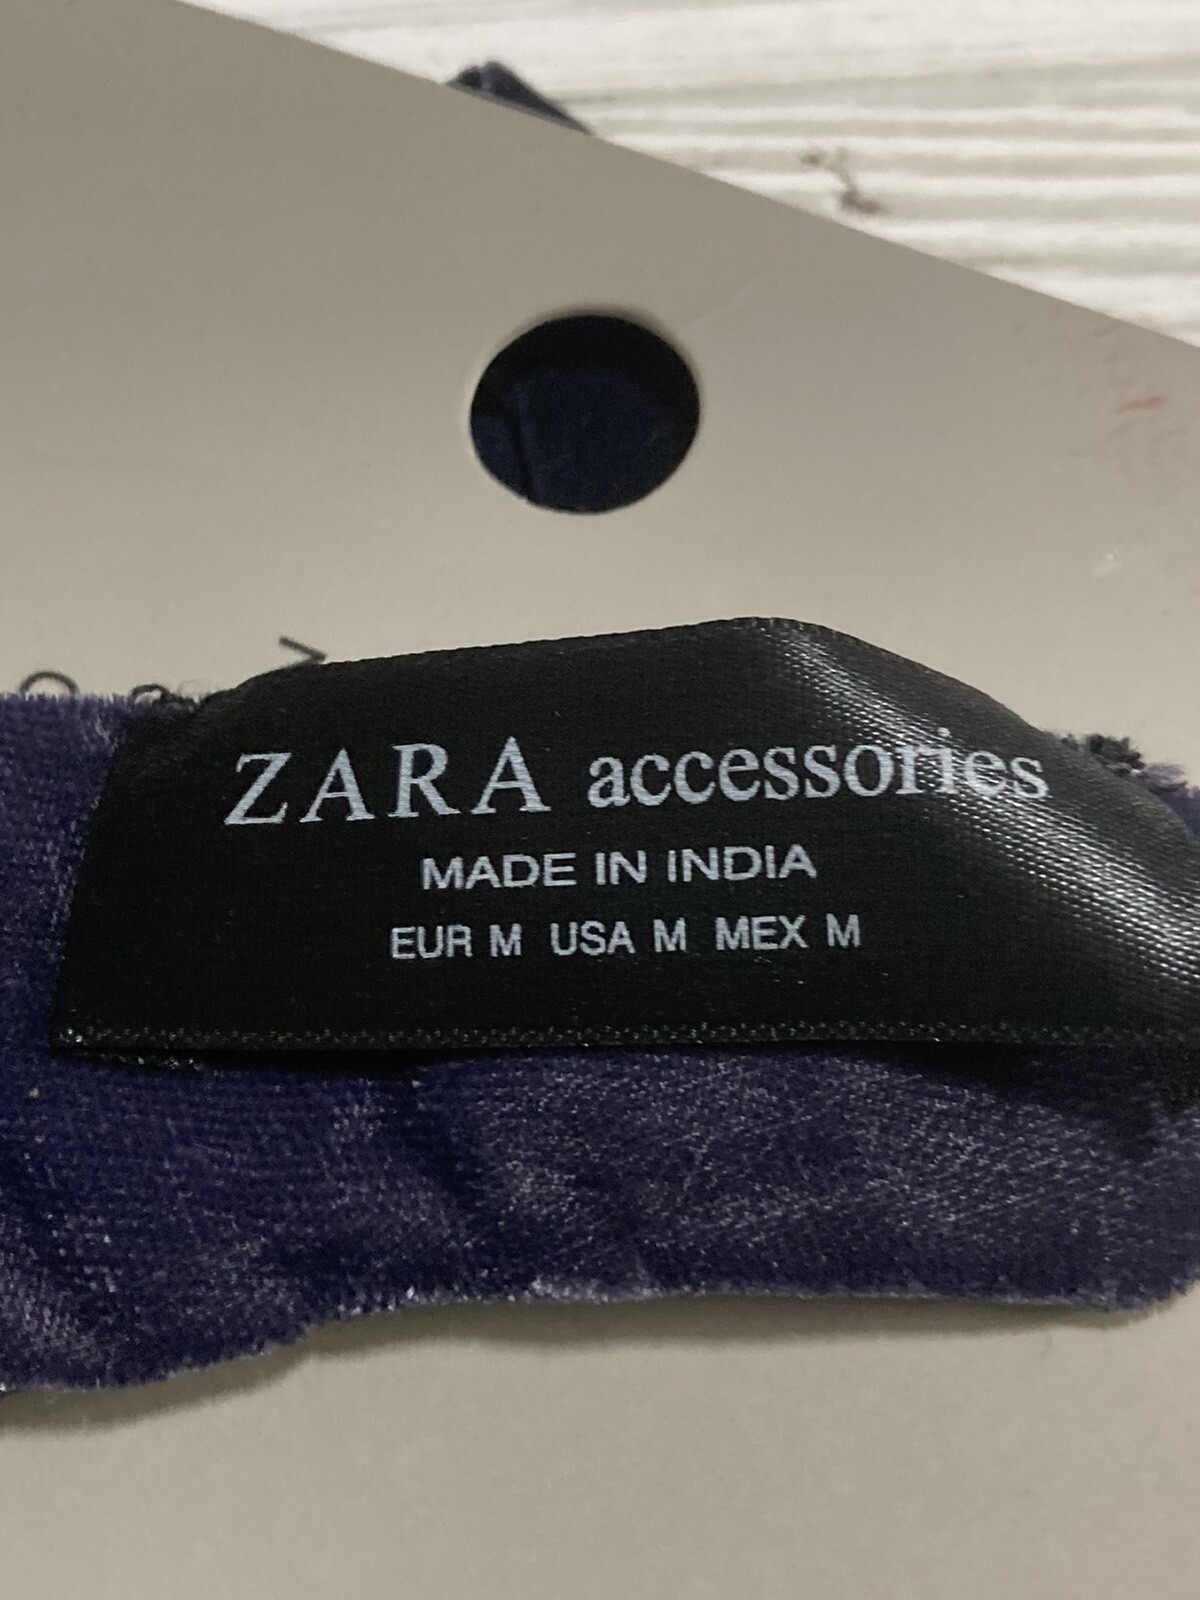 ZARA accessories
MADE IN INDIA
EUR M USA M MEX M